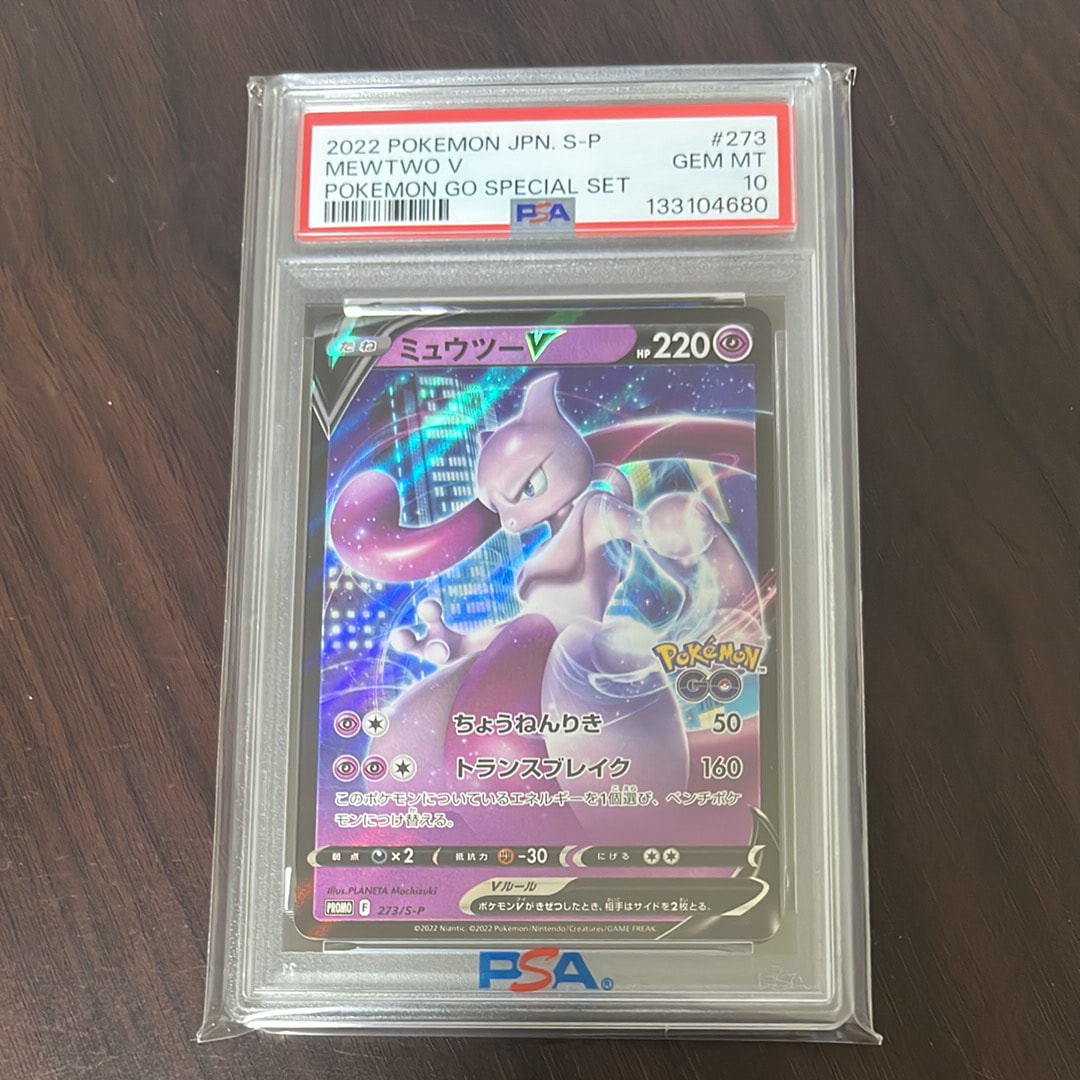 2022 POKEMON JPN. S-P #273
MEWTWO V GEM MT
POKEMON GO SPECIAL SET 10
PSA 133104680
たね ミュウツーV HP 220
Pokémon™
GO
ちょうねんりき 50
トランスブレイク 160
このポケモンについているエネルギーを1個選び、ベンチポケ
モンにつけ替える。
弱点 ×2 抵抗力 -30 にげる
Illus. PLANETA Mochizuki
Vルール
ポケモンVがきぜつしたとき、相手はサイドを2枚とる。
PROMO F 273/S-P
©2022 Niantic. ©2022 Pokémon/Nintendo/Creatures/GAME FREAK.
PSA®